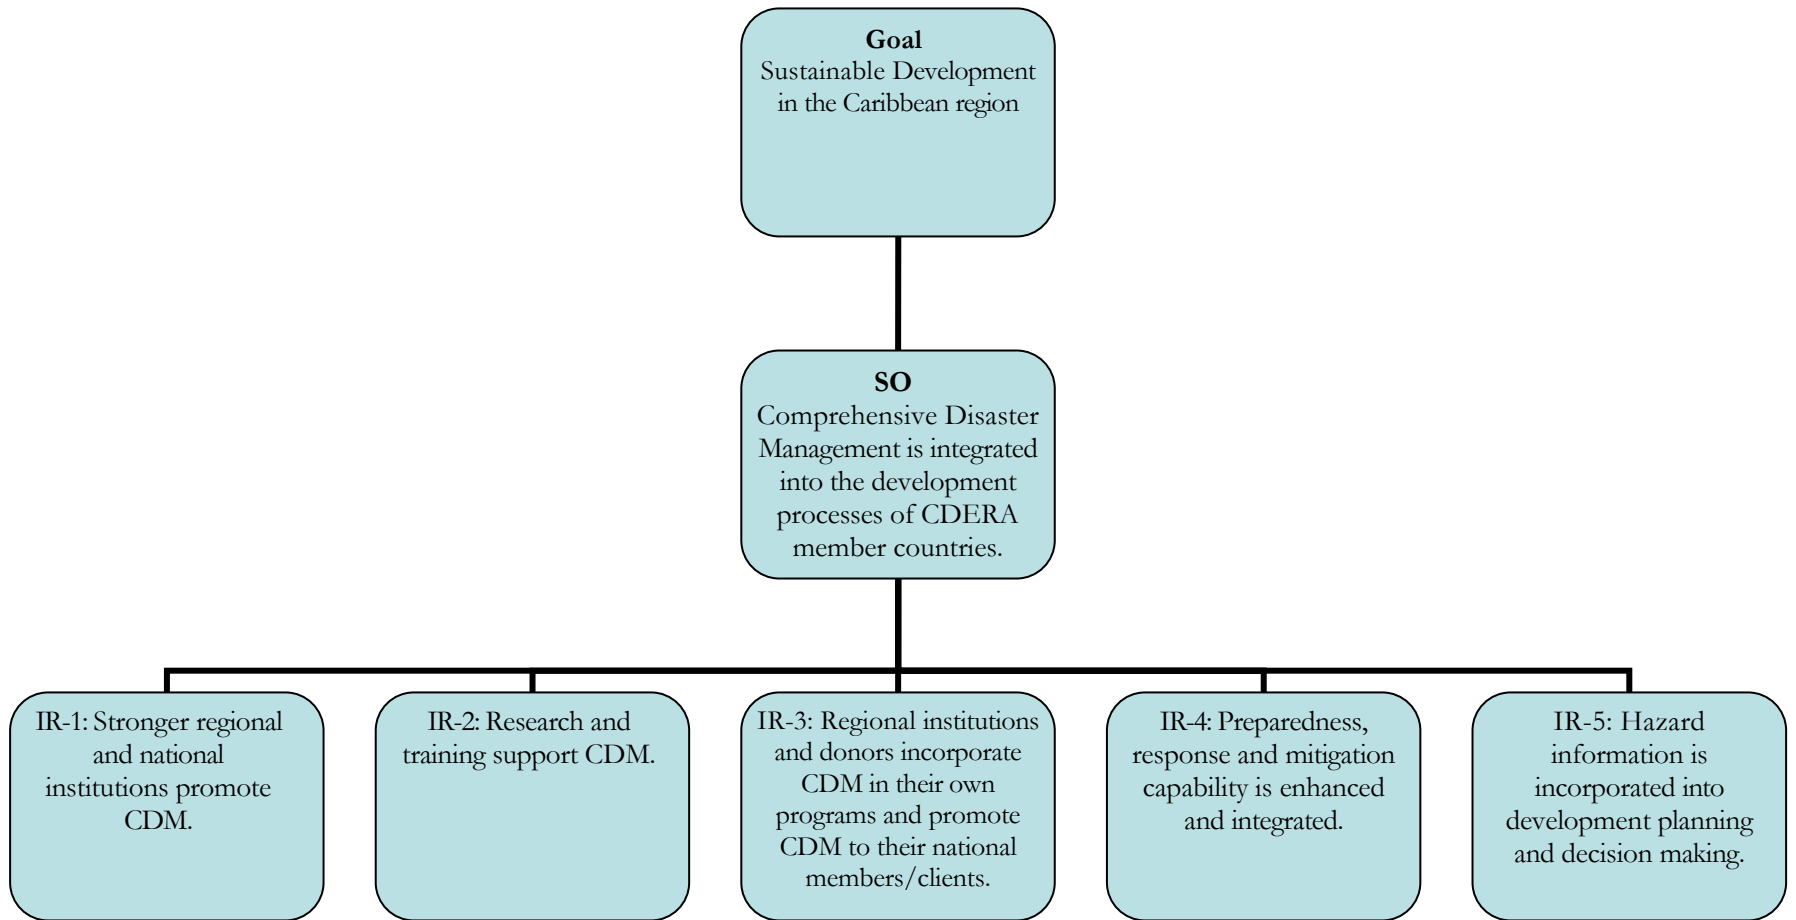 Goal
Sustainable Development
in the Caribbean region
SO
Comprehensive Disaster
Management is integrated
into the development
processes of CDERA
member countries.
IR-1: Stronger regional
and national
institutions promote
CDM.
IR-2: Research and
training support CDM.
IR-3: Regional institutions
and donors incorporate
CDM in their own
programs and promote
CDM to their national
members/clients.
IR-4: Preparedness,
response and mitigation
capability is enhanced
and integrated.
IR-5: Hazard
information is
incorporated into
development planning
and decision making.